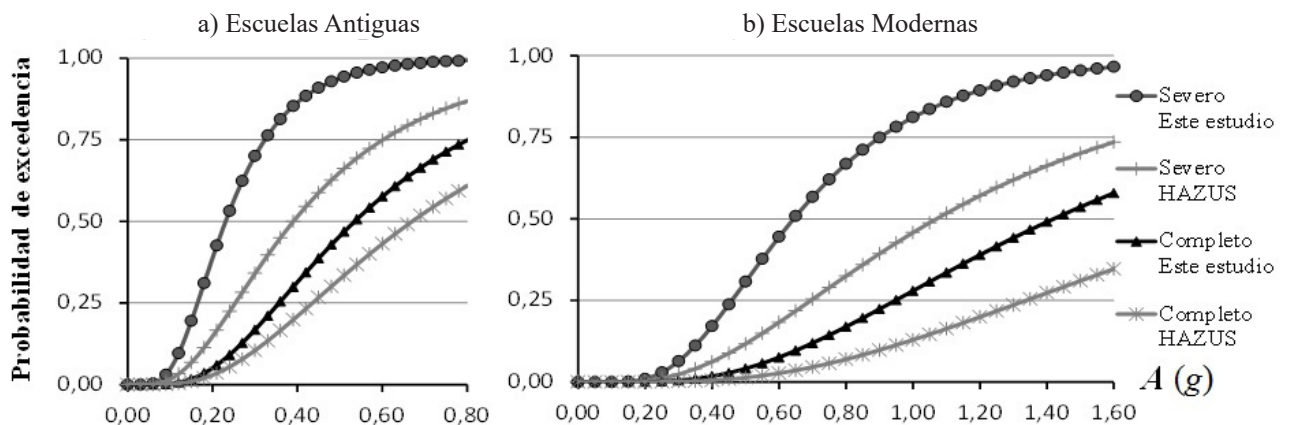 a) Escuelas Antiguas
b) Escuelas Modernas
Probabilidad de excedencia
1,00
0,75
0,50
0,25
0,00
0,00 0,20 0,40 0,60 0,80
1,00
0,75
0,50
0,25
0,00
0,00 0,20 0,40 0,60 0,80 1,00 1,20 1,40 1,60
A (g)
Severo
Este estudio
Severo
HAZUS
Completo
Este estudio
Completo
HAZUS